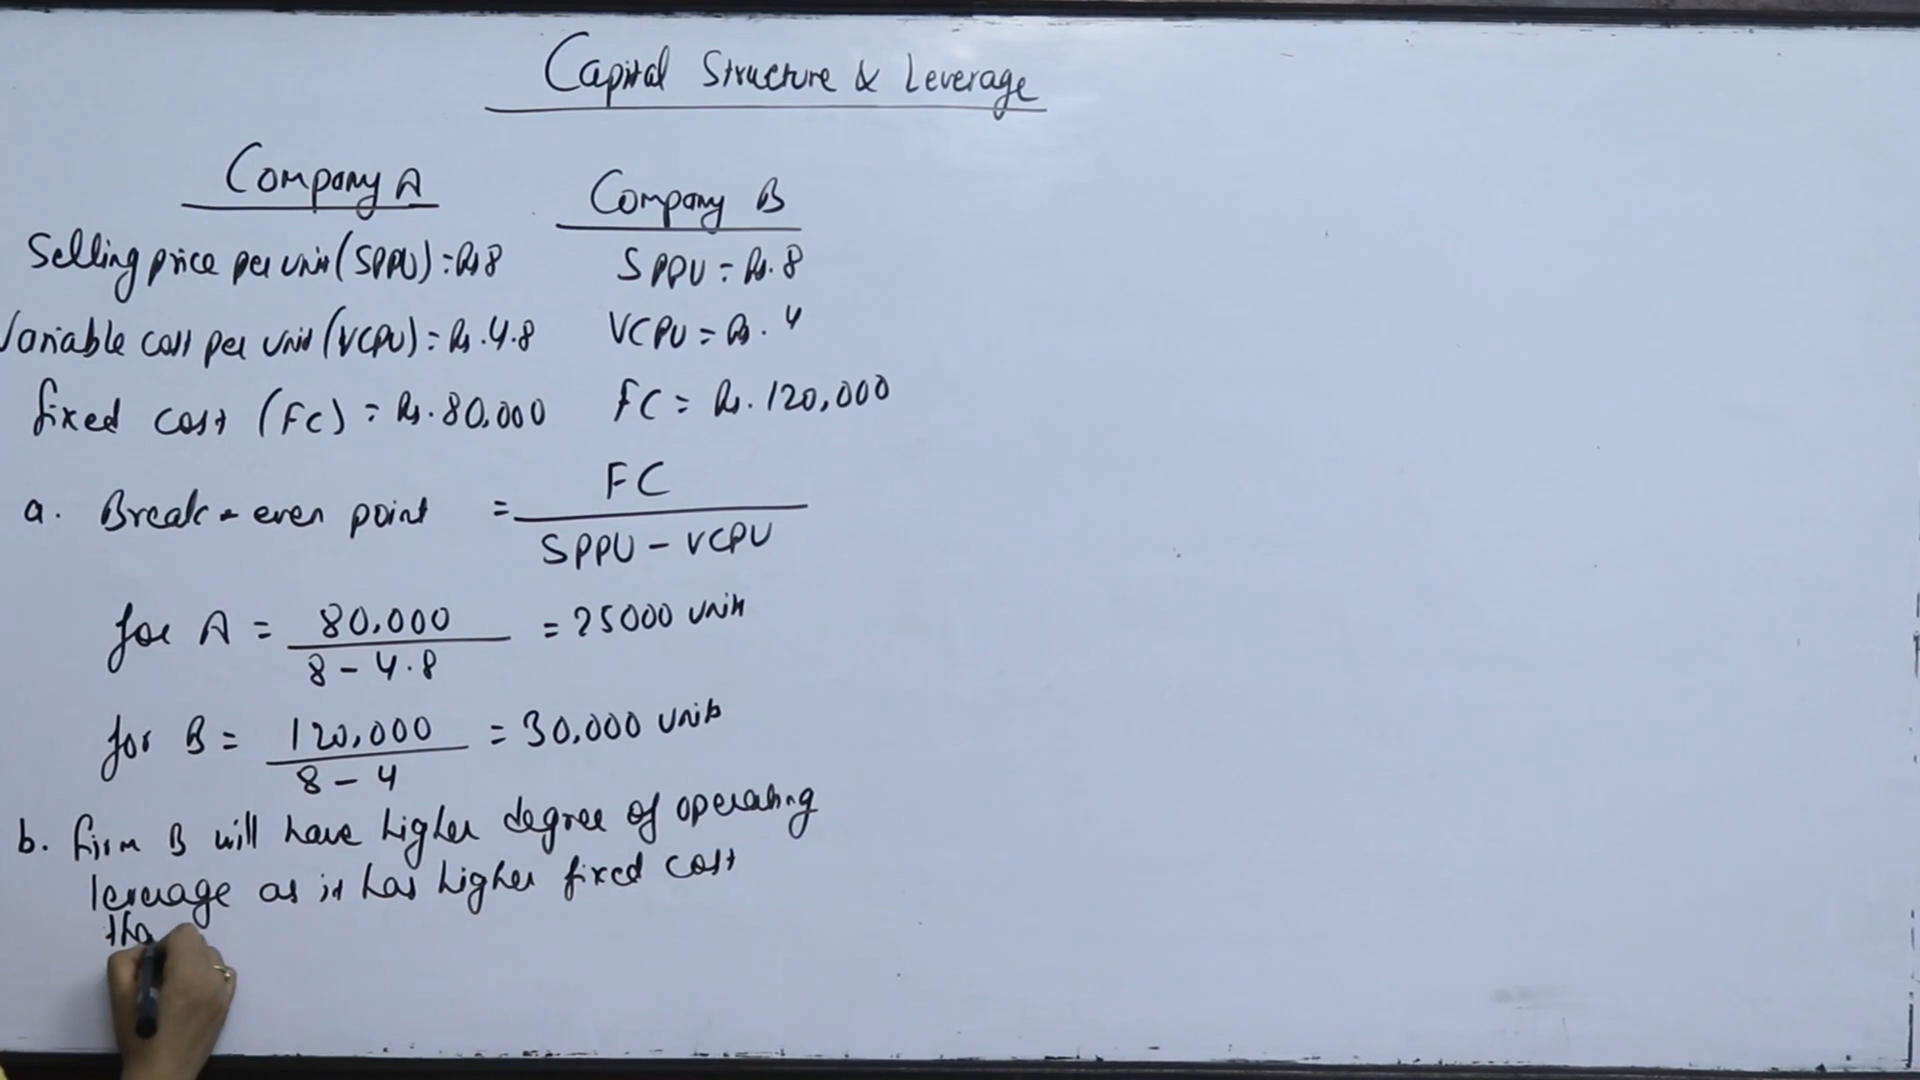 Capital Structure & Leverage
Company A
Selling price per unit (SPPU) = Rs 8
Variable cost per unit (VCPU) = Rs. 4.8
fixed cost (FC) = Rs. 80,000
Company B
SPPU = Rs. 8
VCPU = Rs. 4
FC = Rs. 120,000
a. Break-even point = FC
SPPU - VCPU
for A = 80,000 = 25000 units
8 - 4.8
for B = 120,000 = 30,000 units
8 - 4
b. firm B will have higher degree of operating
leverage as it has higher fixed cost
tha